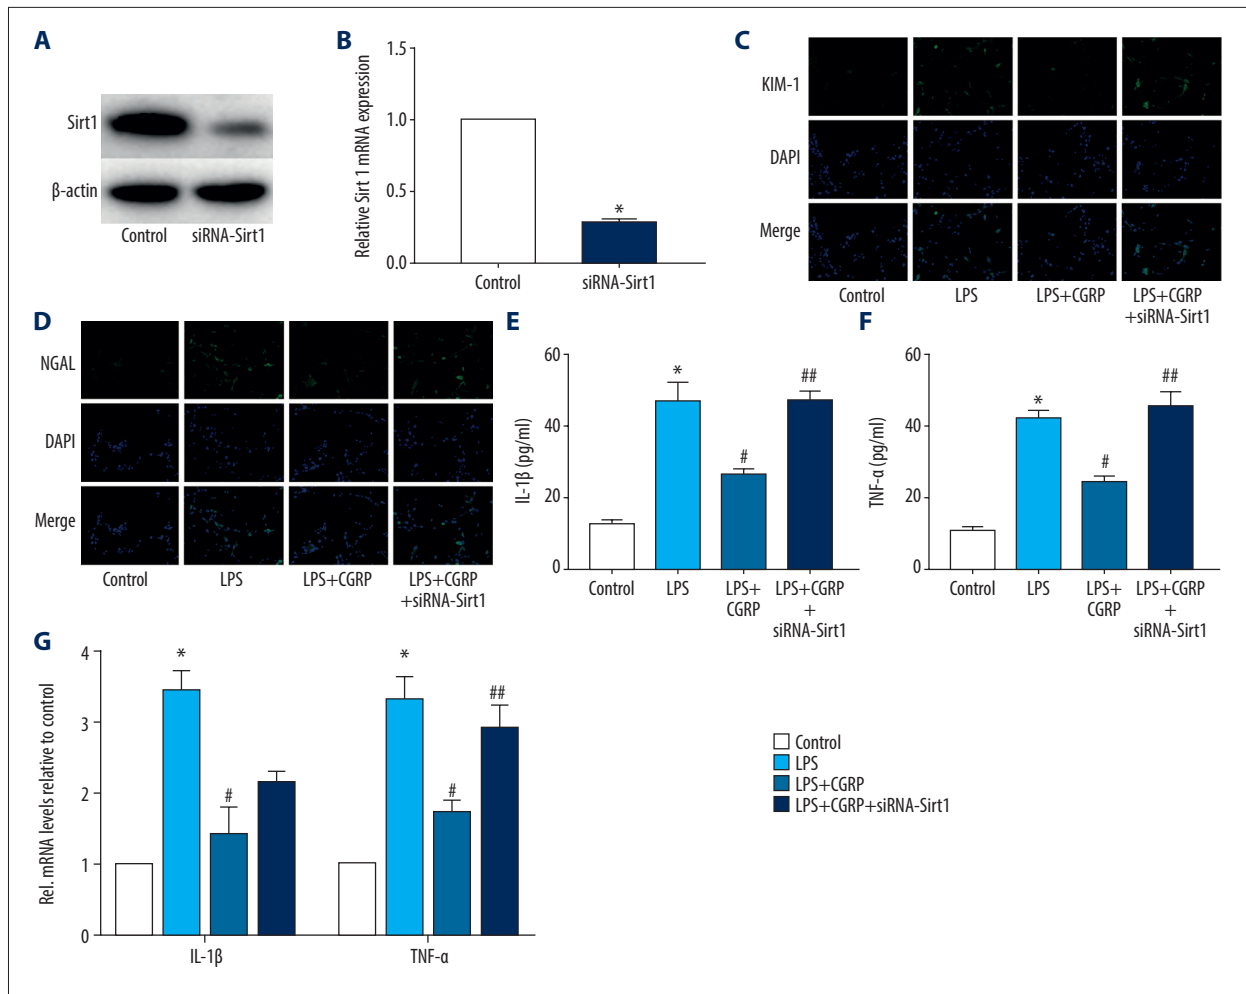 A
Sirt1
β-actin
Control
siRNA-Sirt1
B
Relative Sirt 1 mRNA expression
1.5
1.0
0.5
0.0
*
Control
siRNA-Sirt1
C
KIM-1
DAPI
Merge
Control
LPS
LPS+CGRP
LPS+CGRP
+siRNA-Sirt1
D
NGAL
DAPI
Merge
Control
LPS
LPS+CGRP
LPS+CGRP
+siRNA-Sirt1
E
IL-1β (pg/ml)
60
40
20
0
*
#
##
Control
LPS
LPS+
CGRP
LPS+CGRP
+
siRNA-Sirt1
F
TNF-α (pg/ml)
60
40
20
0
*
#
##
Control
LPS
LPS+
CGRP
LPS+CGRP
+
siRNA-Sirt1
G
Rel. mRNA levels relative to control
4
3
2
1
0
*
#
*
#
##
IL-1β
TNF-α
Control
LPS
LPS+CGRP
LPS+CGRP+siRNA-Sirt1